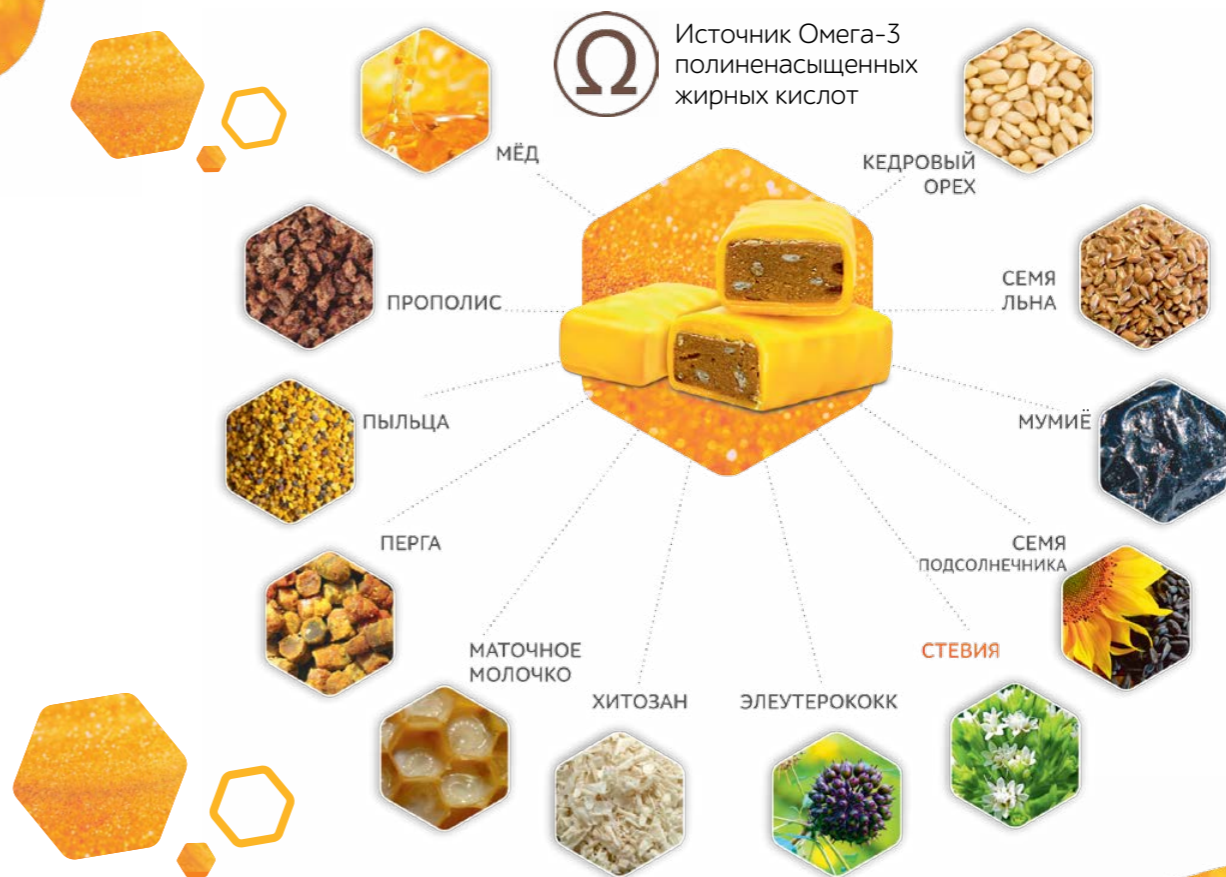 Ω
Источник Омега-3
полиненасыщенных
жирных кислот
МЁД
КЕДРОВЫЙ
ОРЕХ
ПРОПОЛИС
СЕМЯ
ЛЬНА
ПЫЛЬЦА
МУМИЁ
ПЕРГА
СЕМЯ
ПОДСОЛНЕЧНИКА
МАТОЧНОЕ
МОЛОЧКО
СТЕВИЯ
ХИТОЗАН
ЭЛЕУТЕРОКОКК